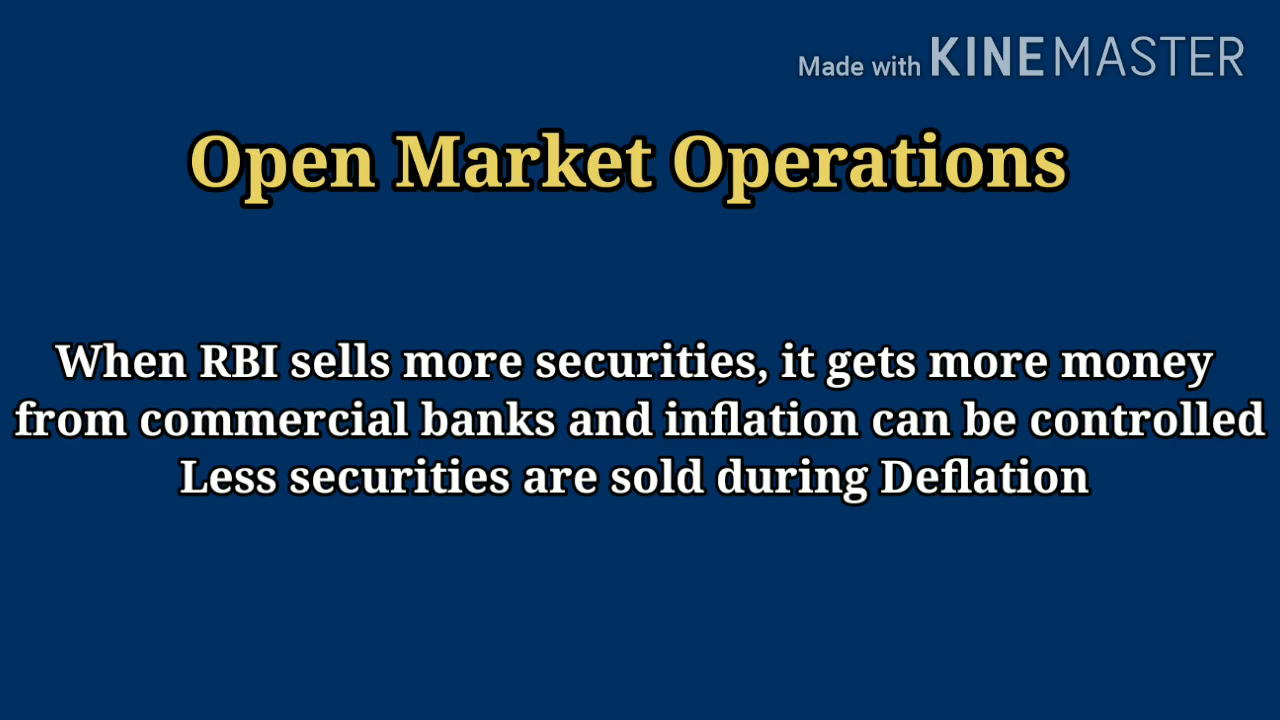 Made with KINEMASTER
Open Market Operations
When RBI sells more securities, it gets more money
from commercial banks and inflation can be controlled
Less securities are sold during Deflation